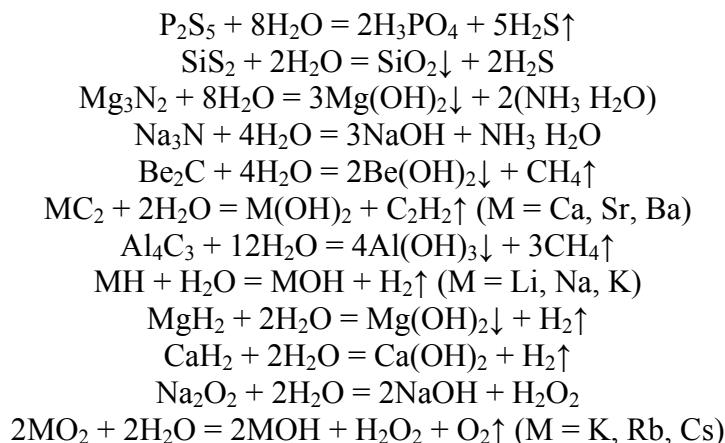 P₂S₅ + 8H₂O = 2H₃PO₄ + 5H₂S↑
SiS₂ + 2H₂O = SiO₂↓ + 2H₂S
Mg₃N₂ + 8H₂O = 3Mg(OH)₂↓ + 2(NH₃ H₂O)
Na₃N + 4H₂O = 3NaOH + NH₃ H₂O
Be₂C + 4H₂O = 2Be(OH)₂↓ + CH₄↑
MC₂ + 2H₂O = M(OH)₂ + C₂H₂↑ (M = Ca, Sr, Ba)
Al₄C₃ + 12H₂O = 4Al(OH)₃↓ + 3CH₄↑
MH + H₂O = MOH + H₂↑ (M = Li, Na, K)
MgH₂ + 2H₂O = Mg(OH)₂↓ + H₂↑
CaH₂ + 2H₂O = Ca(OH)₂ + H₂↑
Na₂O₂ + 2H₂O = 2NaOH + H₂O₂
2MO₂ + 2H₂O = 2MOH + H₂O₂ + O₂↑ (M = K, Rb, Cs)